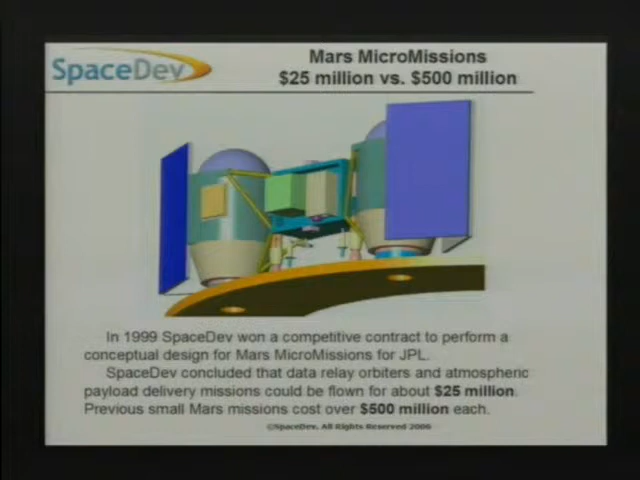 SpaceDev
Mars MicroMissions
$25 million vs. $500 million
In 1999 SpaceDev won a competitive contract to perform a
conceptual design for Mars MicroMissions for JPL.
SpaceDev concluded that data relay orbiters and atmospheric
payload delivery missions could be flown for about $25 million.
Previous small Mars missions cost over $500 million each.
©SpaceDev, All Rights Reserved 2006